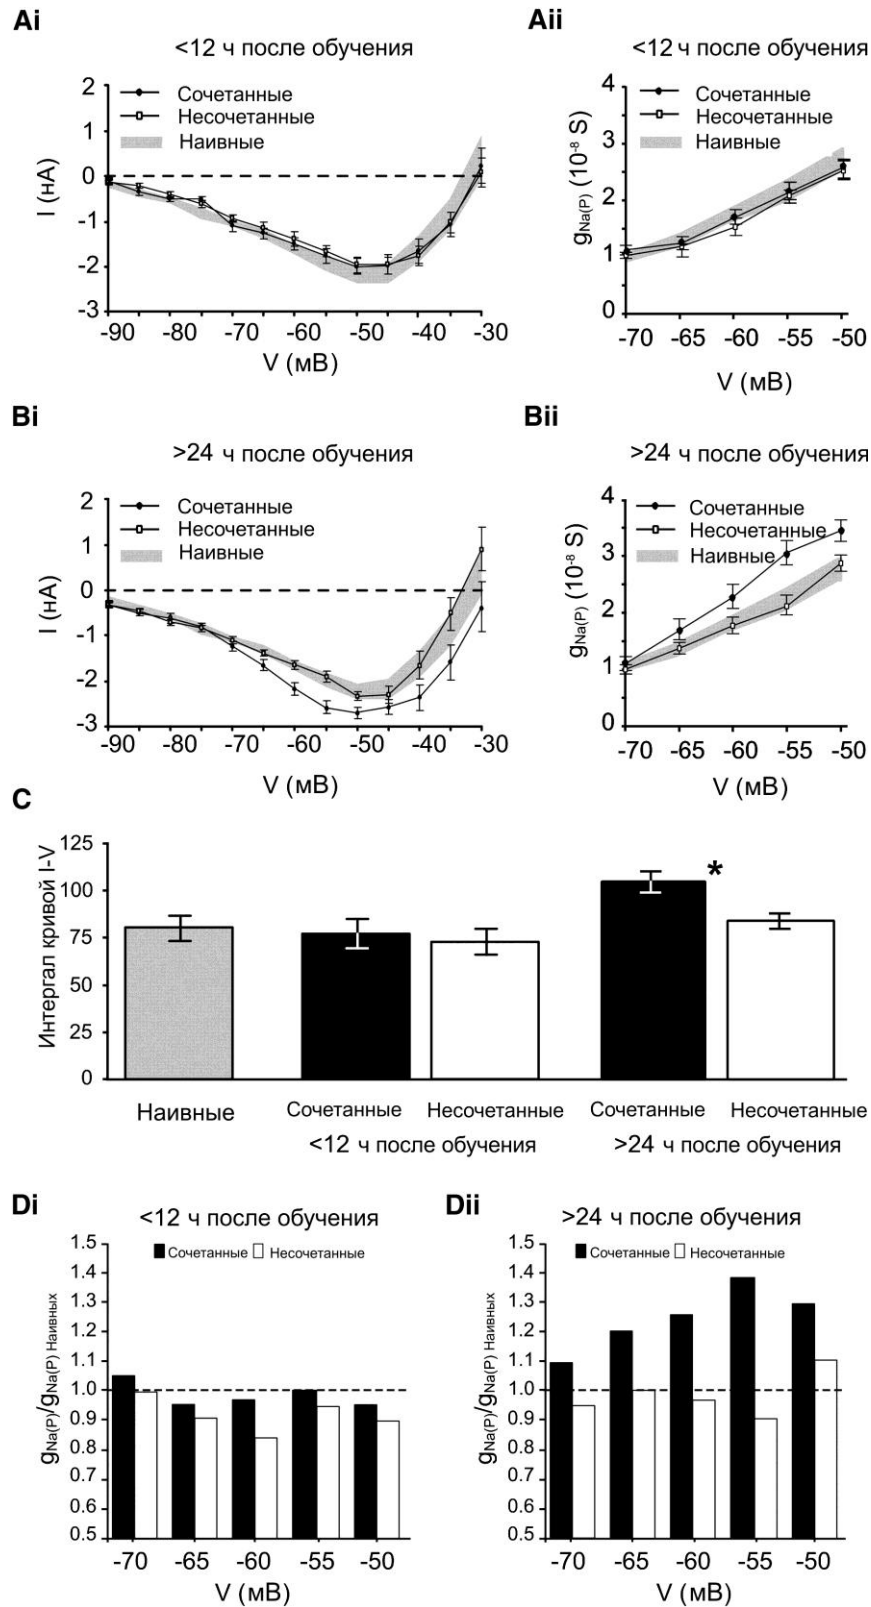 Ai
<12 ч после обучения
2
1
0
-1
-2
-3
I (нА)
Сочетанные
Несочетанные
Наивные
-90 -80 -70 -60 -50 -40 -30
V (мВ)
Aii
<12 ч после обучения
4
3
2
1
0
gNa(P) (10⁻⁸ S)
Сочетанные
Несочетанные
Наивные
-70 -65 -60 -55 -50
V (мВ)
Bi
>24 ч после обучения
2
1
0
-1
-2
-3
I (нА)
Сочетанные
Несочетанные
Наивные
-90 -80 -70 -60 -50 -40 -30
V (мВ)
Bii
>24 ч после обучения
4
3
2
1
0
gNa(P) (10⁻⁸ S)
Сочетанные
Несочетанные
Наивные
-70 -65 -60 -55 -50
V (мВ)
C
125
100
75
50
25
0
Интергал кривой I-V
*
Наивные Сочетанные Несочетанные Сочетанные Несочетанные
<12 ч после обучения >24 ч после обучения
Di
<12 ч после обучения
Сочетанные Несочетанные
1.5
1.4
1.3
1.2
1.1
1.0
0.9
0.8
0.7
0.6
0.5
gNa(P)/gNa(P) Наивных
-70 -65 -60 -55 -50
V (мВ)
Dii
>24 ч после обучения
Сочетанные Несочетанные
1.5
1.4
1.3
1.2
1.1
1.0
0.9
0.8
0.7
0.6
0.5
gNa(P)/gNa(P) Наивных
-70 -65 -60 -55 -50
V (мВ)